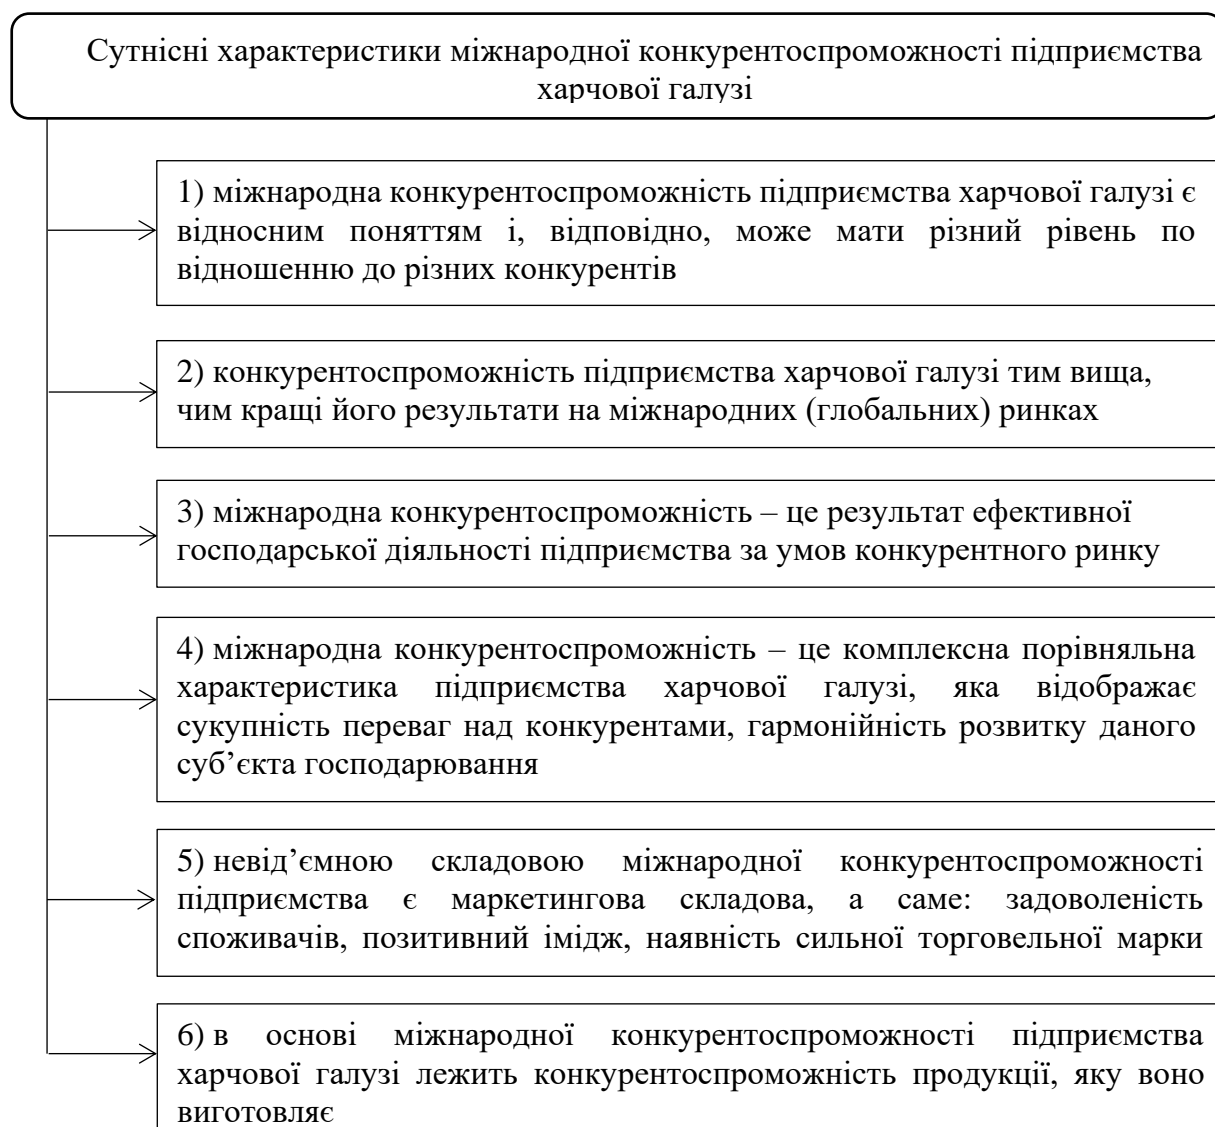 Сутнісні характеристики міжнародної конкурентоспроможності підприємства
харчової галузі
1) міжнародна конкурентоспроможність підприємства харчової галузі є
відносним поняттям і, відповідно, може мати різний рівень по
відношенню до різних конкурентів
2) конкурентоспроможність підприємства харчової галузі тим вища,
чим кращі його результати на міжнародних (глобальних) ринках
3) міжнародна конкурентоспроможність – це результат ефективної
господарської діяльності підприємства за умов конкурентного ринку
4) міжнародна конкурентоспроможність – це комплексна порівняльна
характеристика підприємства харчової галузі, яка відображає
сукупність переваг над конкурентами, гармонійність розвитку даного
суб’єкта господарювання
5) невід’ємною складовою міжнародної конкурентоспроможності
підприємства є маркетингова складова, а саме: задоволеність
споживачів, позитивний імідж, наявність сильної торговельної марки
6) в основі міжнародної конкурентоспроможності підприємства
харчової галузі лежить конкурентоспроможність продукції, яку воно
виготовляє